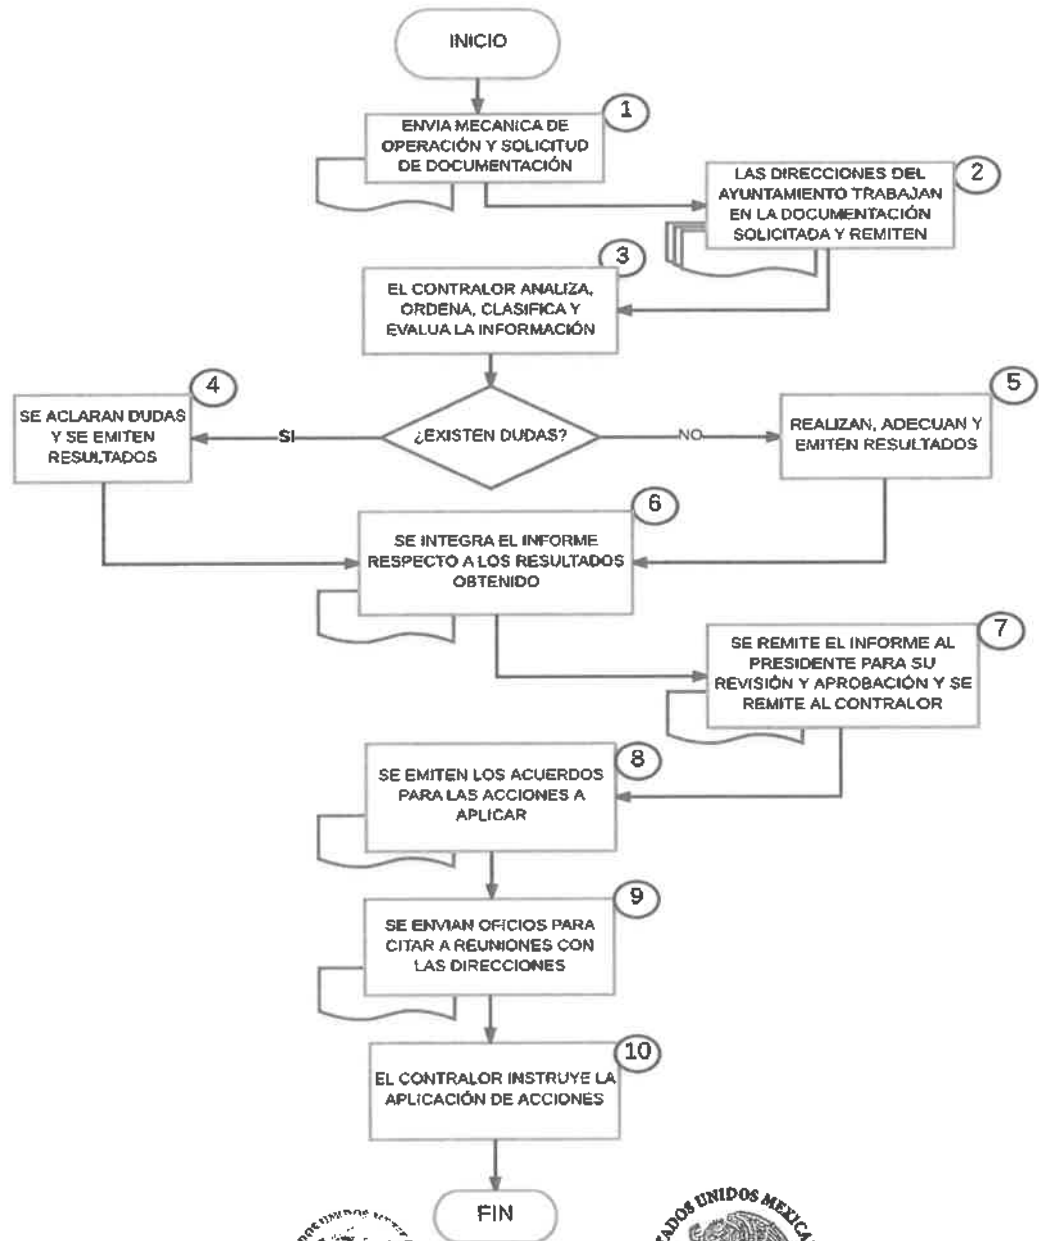 INICIO
1
ENVIA MECANICA DE
OPERACIÓN Y SOLICITUD
DE DOCUMENTACIÓN
2
LAS DIRECCIONES DEL
AYUNTAMIENTO TRABAJAN
EN LA DOCUMENTACIÓN
SOLICITADA Y REMITEN
3
EL CONTRALOR ANALIZA,
ORDENA, CLASIFICA Y
EVALUA LA INFORMACIÓN
¿EXISTEN DUDAS?
SI
NO
4
SE ACLARAN DUDAS
Y SE EMITEN
RESULTADOS
5
REALIZAN, ADECUAN Y
EMITEN RESULTADOS
6
SE INTEGRA EL INFORME
RESPECTO A LOS RESULTADOS
OBTENIDO
7
SE REMITE EL INFORME AL
PRESIDENTE PARA SU
REVISIÓN Y APROBACIÓN Y SE
REMITE AL CONTRALOR
8
SE EMITEN LOS ACUERDOS
PARA LAS ACCIONES A
APLICAR
9
SE ENVIAN OFICIOS PARA
CITAR A REUNIONES CON
LAS DIRECCIONES
10
EL CONTRALOR INSTRUYE LA
APLICACIÓN DE ACCIONES
FIN
UNIDOS